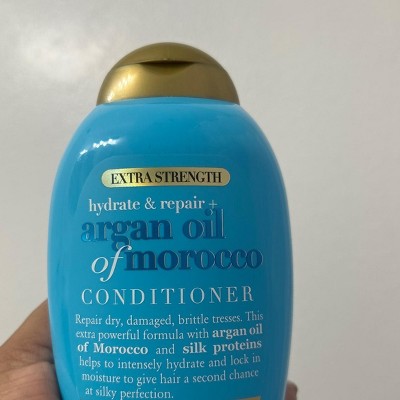 EXTRA STRENGTH
hydrate & repair +
argan oil
of morocco
CONDITIONER
Repair dry, damaged, brittle tresses. This
extra powerful formula with argan oil
of Morocco and silk proteins
helps to intensely hydrate and lock in
moisture to give hair a second chance
at silky perfection.